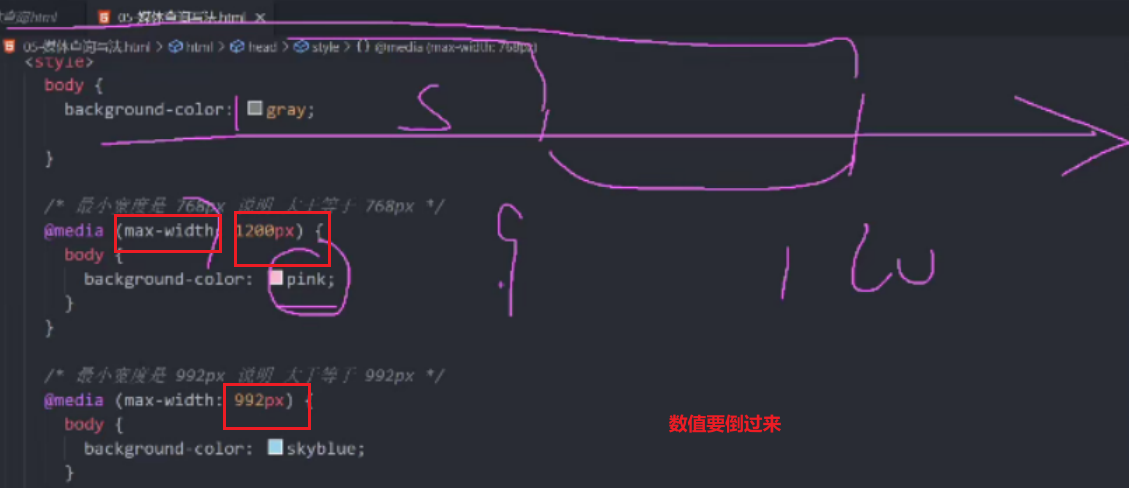 05-媒体查询写法.html ×
05-媒体查询写法.html > html > head > style > {} @media (max-width: 768px)
<style>
body {
background-color: gray;
}
/* 最小宽度是 768px 说明 大于等于 768px */
@media (max-width: 1200px) {
body {
background-color: pink;
}
}
/* 最小宽度是 992px 说明 大于等于 992px */
@media (max-width: 992px) {
body {
background-color: skyblue;
}
数值要倒过来